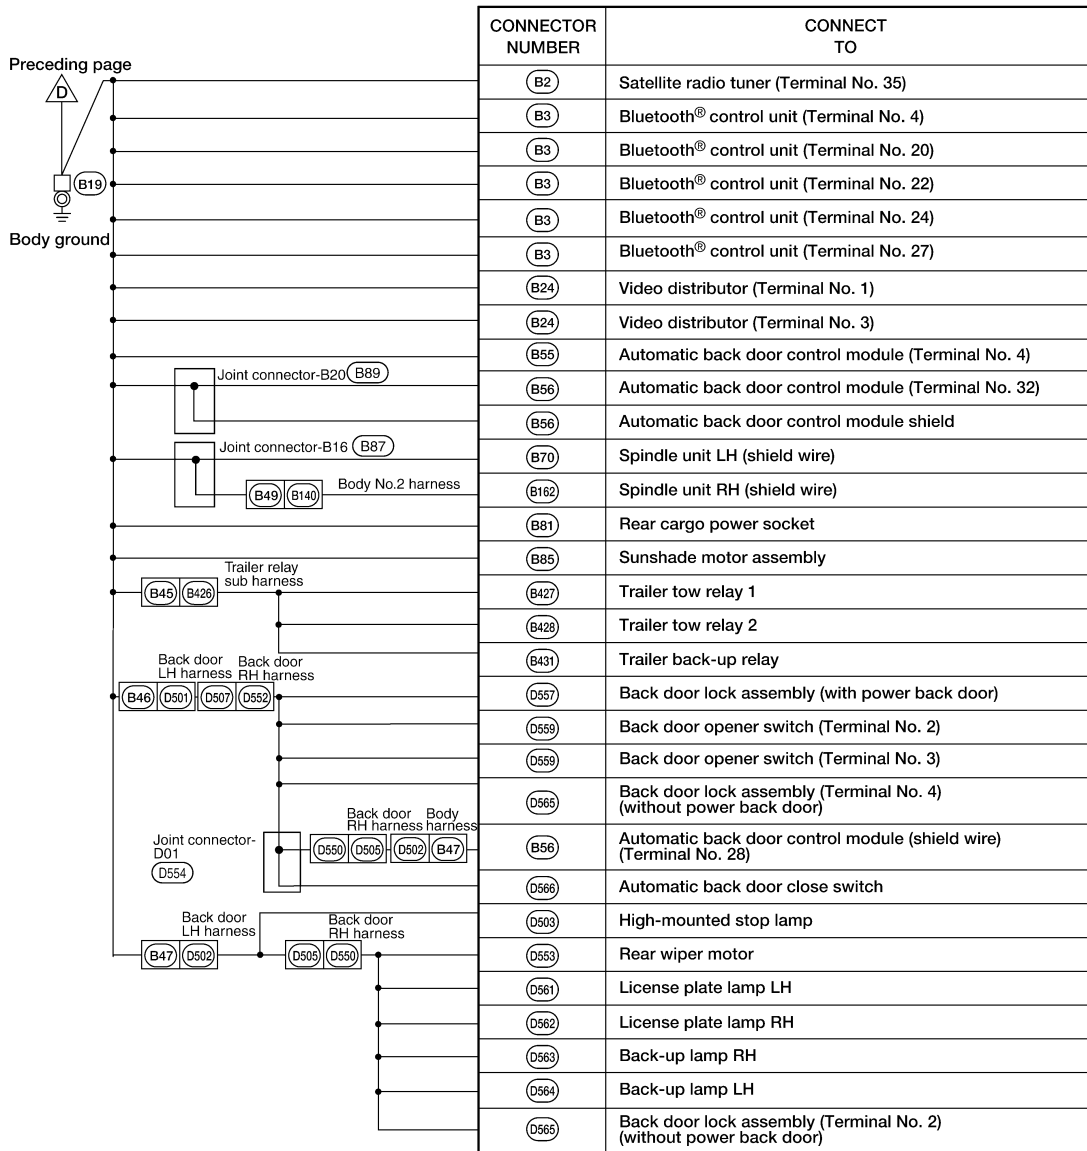 CONNECTOR
NUMBER
CONNECT
TO
Preceding page
D
B19
Body ground
B2
Satellite radio tuner (Terminal No. 35)
B3
Bluetooth® control unit (Terminal No. 4)
B3
Bluetooth® control unit (Terminal No. 20)
B3
Bluetooth® control unit (Terminal No. 22)
B3
Bluetooth® control unit (Terminal No. 24)
B3
Bluetooth® control unit (Terminal No. 27)
B24
Video distributor (Terminal No. 1)
B24
Video distributor (Terminal No. 3)
B55
Automatic back door control module (Terminal No. 4)
Joint connector-B20 B89
B56
Automatic back door control module (Terminal No. 32)
B56
Automatic back door control module shield
Joint connector-B16 B87
B70
Spindle unit LH (shield wire)
B49 B140
Body No.2 harness
B162
Spindle unit RH (shield wire)
B81
Rear cargo power socket
B85
Sunshade motor assembly
Trailer relay
sub harness
B45 B426
B427
Trailer tow relay 1
B428
Trailer tow relay 2
B431
Trailer back-up relay
Back door
LH harness
Back door
RH harness
B46 D501 D507 D552
D557
Back door lock assembly (with power back door)
D559
Back door opener switch (Terminal No. 2)
D559
Back door opener switch (Terminal No. 3)
D565
Back door lock assembly (Terminal No. 4)
(without power back door)
Joint connector-
D01
D554
Back door
RH harness
Body
harness
D550 D505 D502 B47
B56
Automatic back door control module (shield wire)
(Terminal No. 28)
D566
Automatic back door close switch
D503
High-mounted stop lamp
Back door
LH harness
Back door
RH harness
B47 D502 D505 D550
D553
Rear wiper motor
D561
License plate lamp LH
D562
License plate lamp RH
D563
Back-up lamp RH
D564
Back-up lamp LH
D565
Back door lock assembly (Terminal No. 2)
(without power back door)